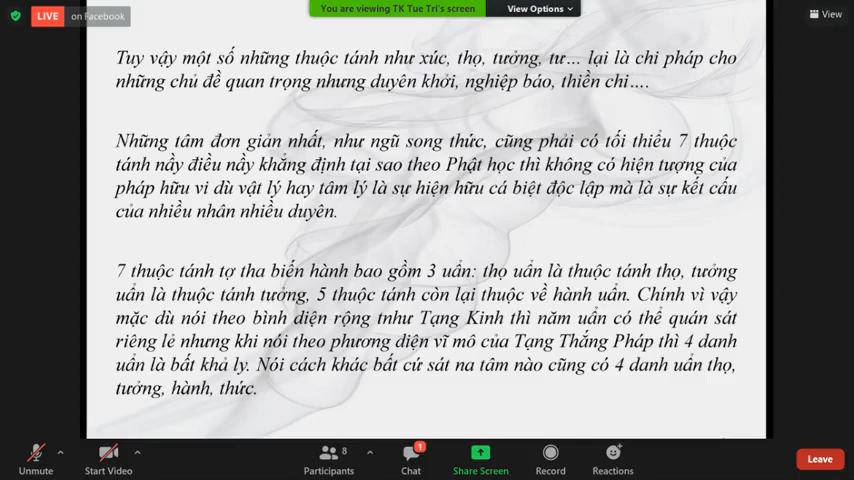 LIVE on Facebook
You are viewing TK Tue Tri's screen
View Options
View
Tuy vậy một số những thuộc tánh như xúc, thọ, tưởng, tư... lại là chi pháp cho
những chủ đề quan trọng nhưng duyên khởi, nghiệp báo, thiền chi....
Những tâm đơn giản nhất, như ngũ song thức, cũng phải có tối thiểu 7 thuộc
tánh nầy điều nầy khẳng định tại sao theo Phật học thì không có hiện tượng của
pháp hữu vi dù vật lý hay tâm lý là sự hiện hữu cá biệt độc lập mà là sự kết cấu
của nhiều nhân nhiều duyên.
7 thuộc tánh tợ tha biến hành bao gồm 3 uẩn: thọ uẩn là thuộc tánh thọ, tưởng
uẩn là thuộc tánh tưởng, 5 thuộc tánh còn lại thuộc về hành uẩn. Chính vì vậy
mặc dù nói theo bình diện rộng tnhư Tạng Kinh thì năm uẩn có thể quán sát
riêng lẻ nhưng khi nói theo phương diện vĩ mô của Tạng Thắng Pháp thì 4 danh
uẩn là bất khả ly. Nói cách khác bất cứ sát na tâm nào cũng có 4 danh uẩn thọ,
tưởng, hành, thức.
8
1
Unmute
Start Video
Participants
Chat
Share Screen
Record
Reactions
Leave